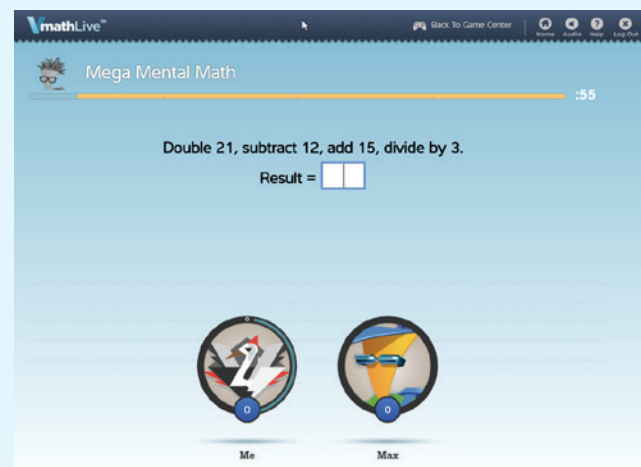 VmathLive™
Back To Game Center
Home Audio Help Log Out
Mega Mental Math
:55
Double 21, subtract 12, add 15, divide by 3.
Result =
0
0 0
Me Max